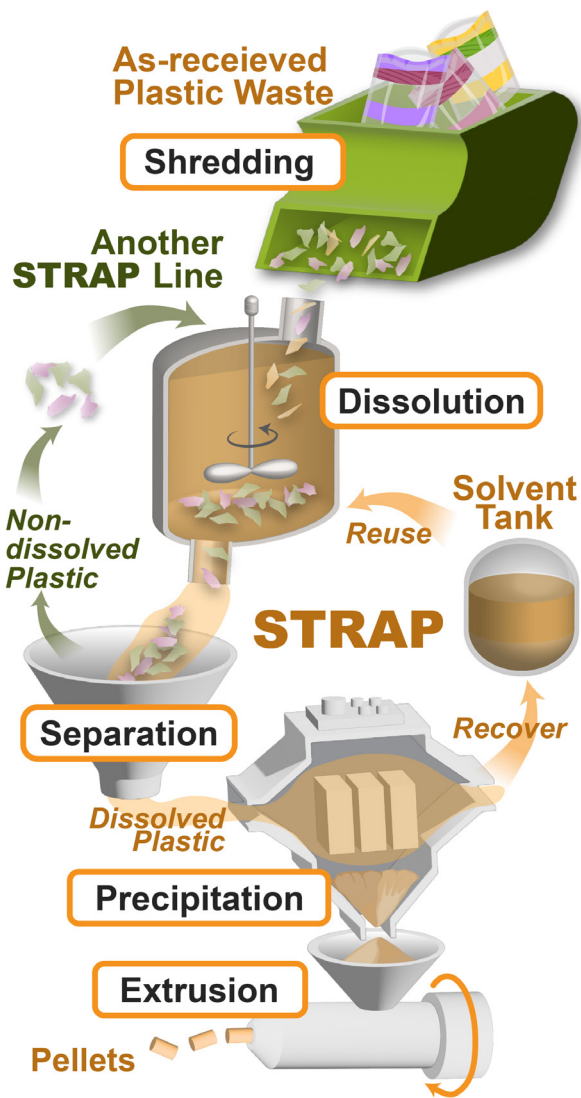 As-receieved
Plastic Waste
Shredding
Another
STRAP Line
Dissolution
Non-
dissolved
Plastic
Reuse
Solvent
Tank
STRAP
Separation
Recover
Dissolved
Plastic
Precipitation
Extrusion
Pellets